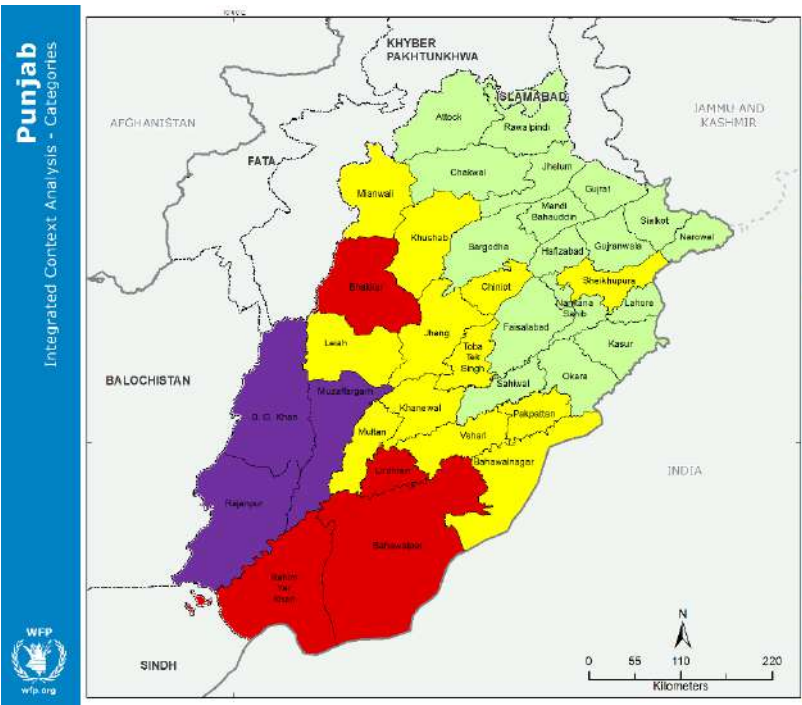 Punjab
Integrated Context Analysis - Categories
KHYBER
PAKHTUNKHWA
ISLAMABAD
AFGHANISTAN
JAMMU AND
KASHMIR
Attock
Rawalpindi
FATA
Chakwal
Jhelum
Mianwali
Gujrat
Mandi
Bahauddin
Khushab
Sialkot
Sargodha
Hafizabad
Gujranwala
Narowal
Bhakkar
Chiniot
Sheikhupura
Nankana
Sahib
Lahore
Faisalabad
Jhang
Leiah
Toba
Tek
Singh
Kasur
BALOCHISTAN
Sahiwal
Okara
Muzaffargarh
D. G. Khan
Khanewal
Pakpattan
Multan
Vehari
Bahawalnagar
Lodhran
INDIA
Rajanpur
Bahawalpur
Rahim
Yar
Khan
N
WFP
wfp.org
SINDH
0 55 110 220
Kilometers